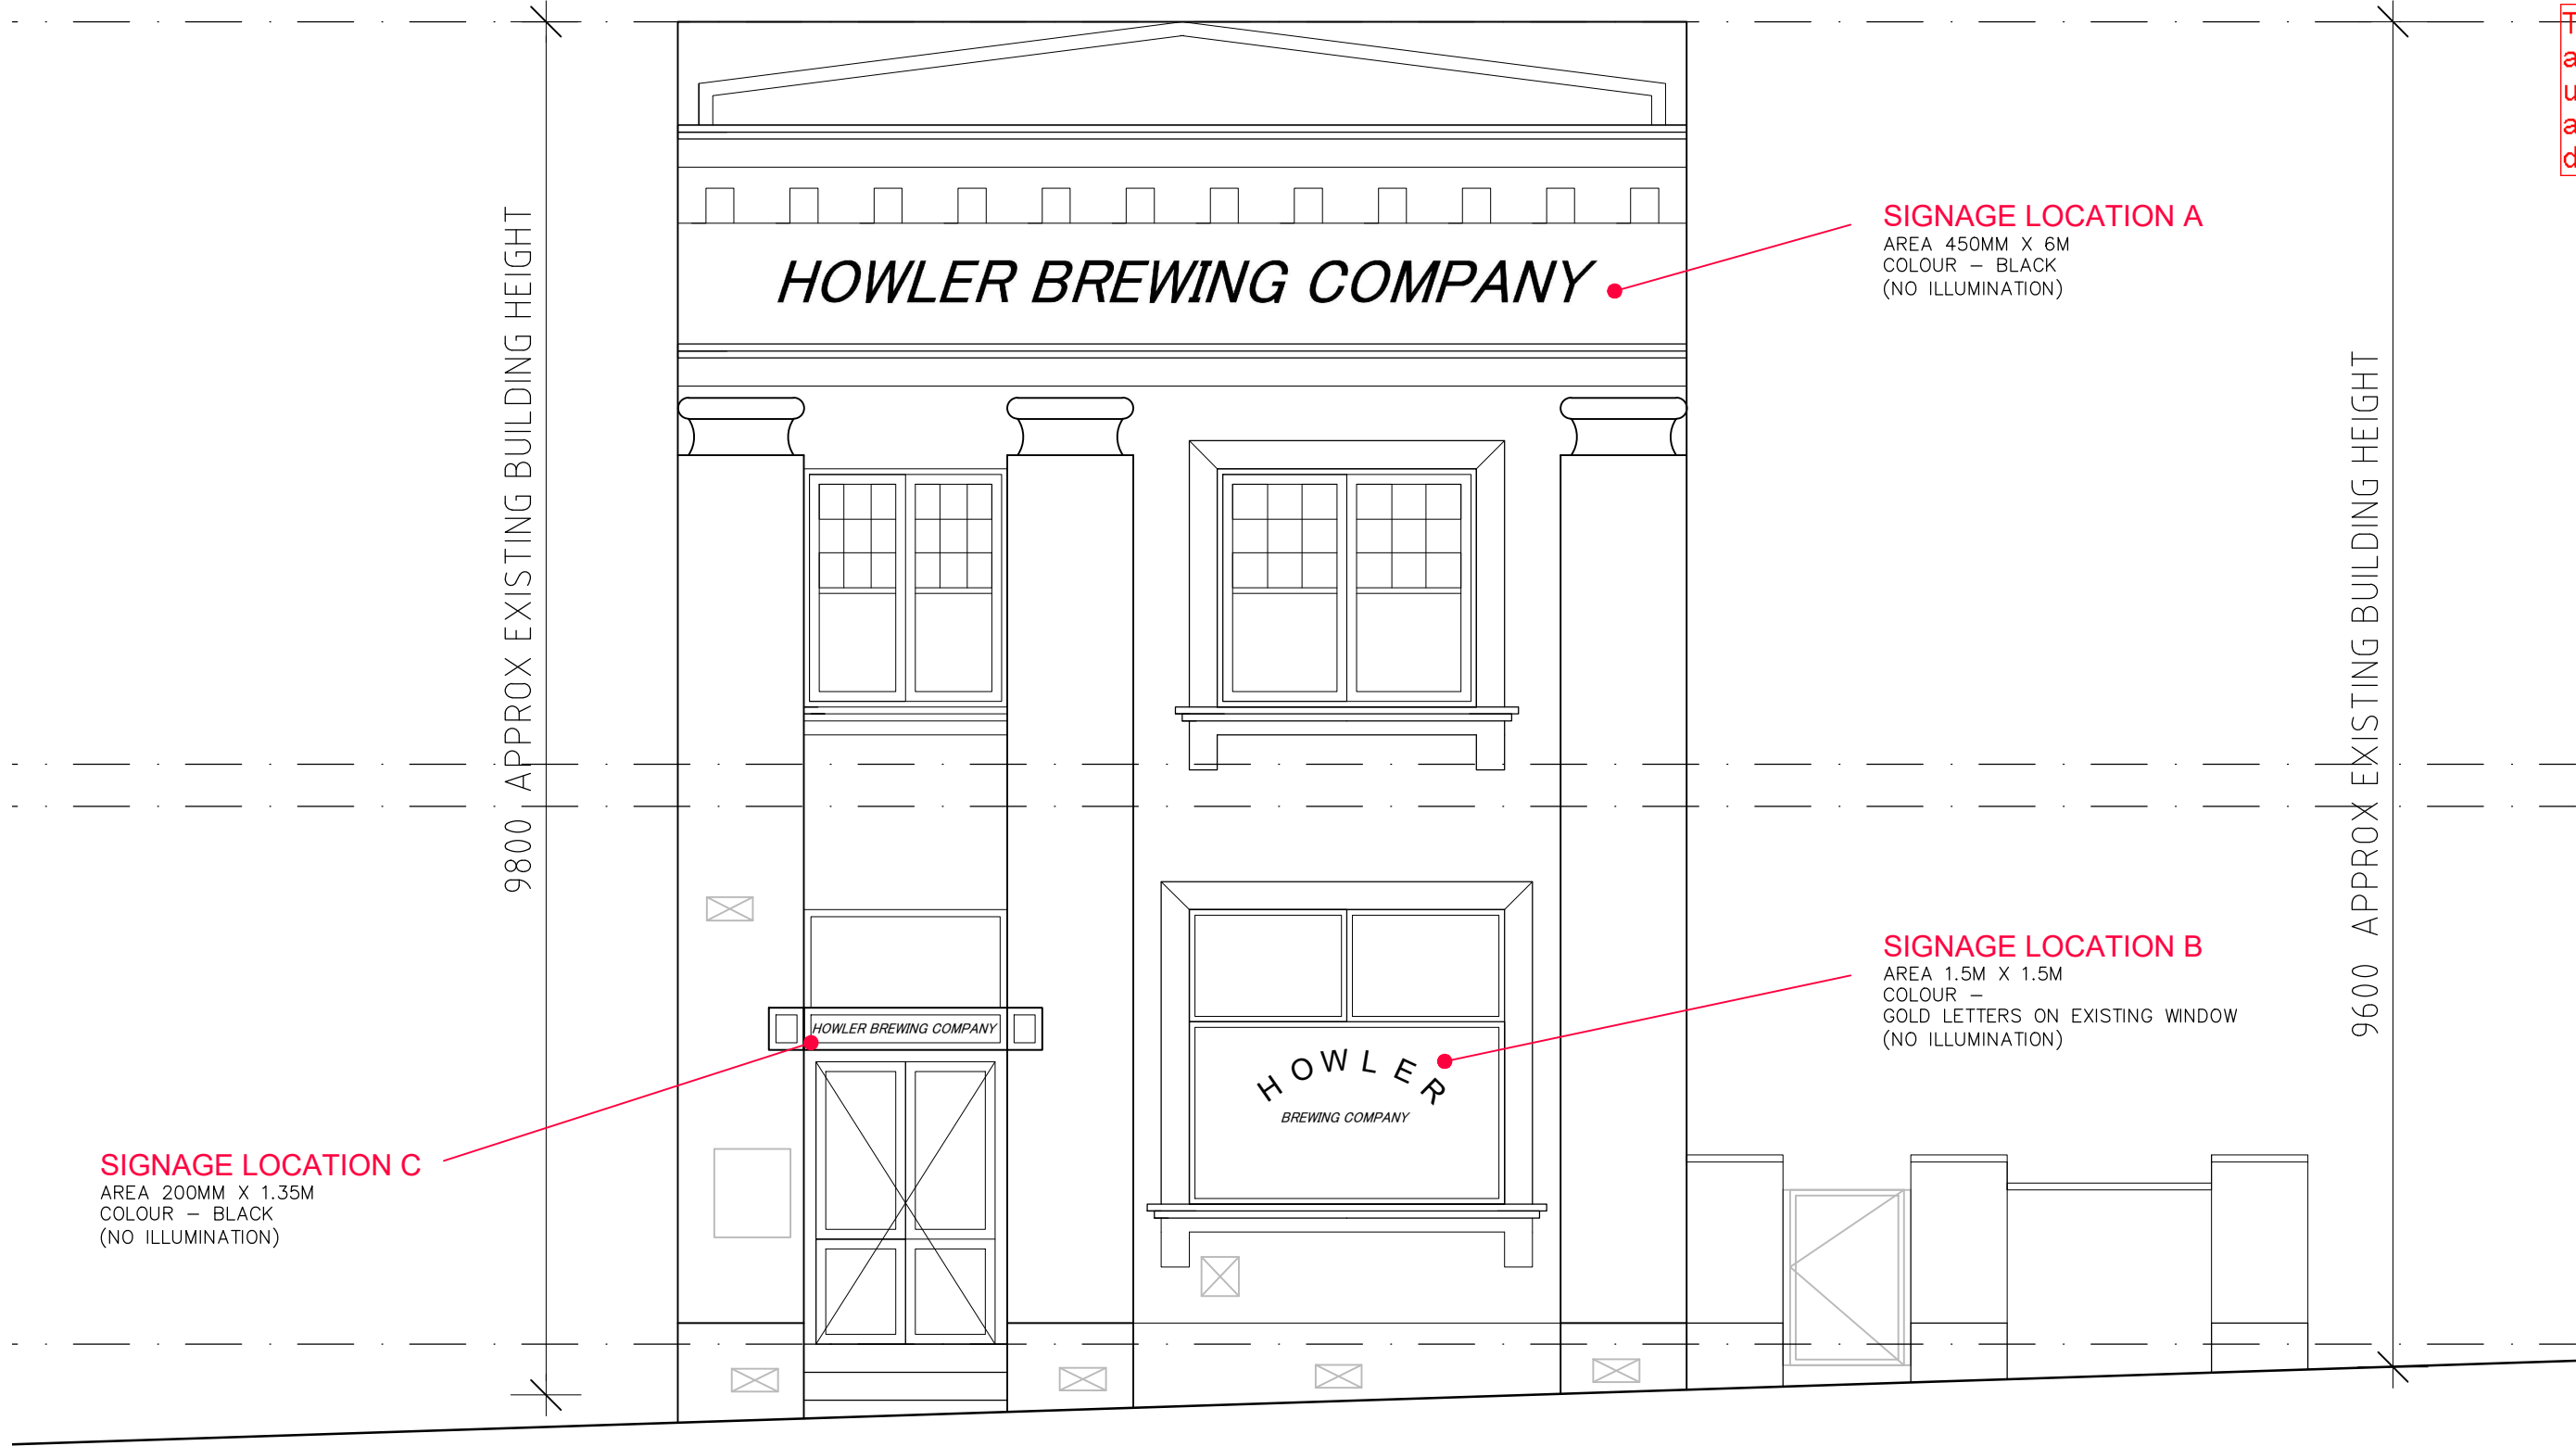 T
a
u
a
d
SIGNAGE LOCATION A
AREA 450MM X 6M
COLOUR – BLACK
(NO ILLUMINATION)
HOWLER BREWING COMPANY
9800 APPROX EXISTING BUILDING HEIGHT
9600 APPROX EXISTING BUILDING HEIGHT
SIGNAGE LOCATION B
AREA 1.5M X 1.5M
COLOUR –
GOLD LETTERS ON EXISTING WINDOW
(NO ILLUMINATION)
HOWLER BREWING COMPANY
HOWLER
BREWING COMPANY
SIGNAGE LOCATION C
AREA 200MM X 1.35M
COLOUR – BLACK
(NO ILLUMINATION)